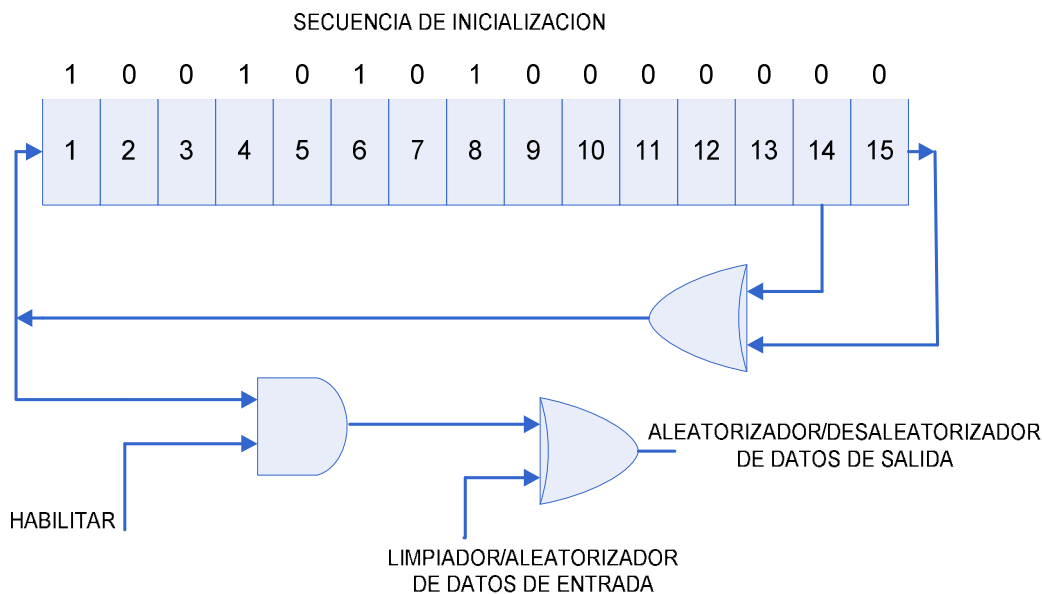 SECUENCIA DE INICIALIZACION
1 0 0 1 0 1 0 1 0 0 0 0 0 0 0
1 2 3 4 5 6 7 8 9 10 11 12 13 14 15
ALEATORIZADOR/DESALEATORIZADOR
DE DATOS DE SALIDA
HABILITAR
LIMPIADOR/ALEATORIZADOR
DE DATOS DE ENTRADA